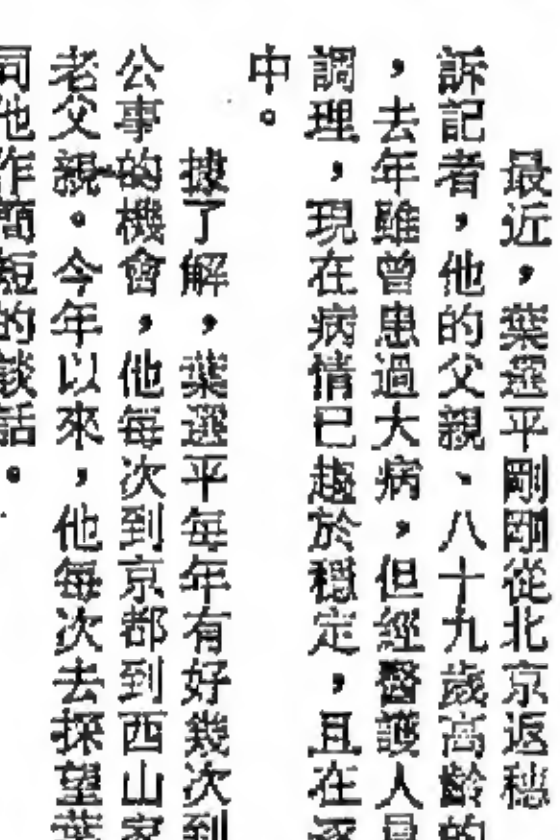 最近，葉選平剛剛從北京返穗
訴記者，他的父親、八十九歲高齡的
，去年雖曾患過大病，但經醫護人員
調理，現在病情已趨於穩定，且在逐
中。
據了解，葉選平每年有好幾次到
公事的機會，他每次到京都到西山家
老父親。今年以來，他每次去探望葉
同他作簡短的談話。